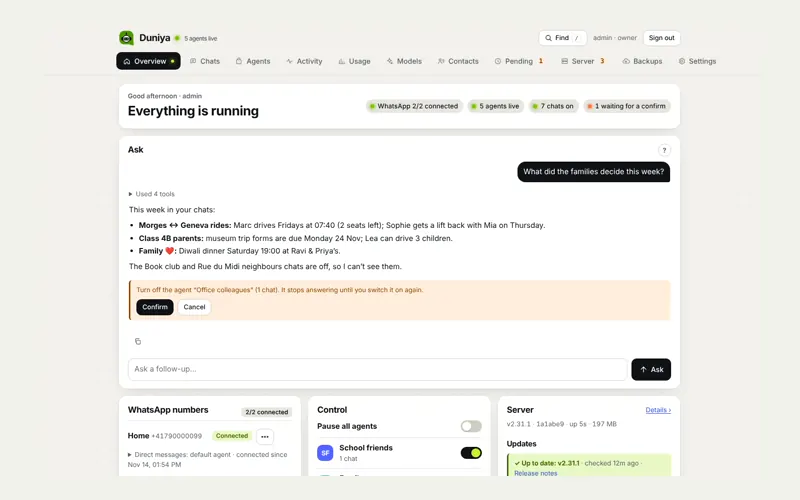 Duniya 5 agents live
Find / admin · owner Sign out
Overview Chats Agents Activity Usage Models Contacts Pending 1 Server 3 Backups Settings
Good afternoon · admin
Everything is running
WhatsApp 2/2 connected 5 agents live 7 chats on 1 waiting for a confirm
Ask ?
What did the families decide this week?
▶ Used 4 tools
This week in your chats:
• Morges ↔ Geneva rides: Marc drives Fridays at 07:40 (2 seats left); Sophie gets a lift back with Mia on Thursday.
• Class 4B parents: museum trip forms are due Monday 24 Nov; Lea can drive 3 children.
• Family ❤️: Diwali dinner Saturday 19:00 at Ravi & Priya's.
The Book club and Rue du Midi neighbours chats are off, so I can't see them.
Turn off the agent "Office colleagues" (1 chat). It stops answering until you switch it on again.
Confirm Cancel
Ask a follow-up...
↑ Ask
WhatsApp numbers 2/2 connected
Home +41790000099 Connected •••
▶ Direct messages: default agent · connected since
Nov 14, 01:54 PM
Control
Pause all agents
SF School friends
1 chat
Server Details ›
v2.31.1 · 1a1abe9 · up 5s · 197 MB
Updates
✓ Up to date: v2.31.1 · checked 12m ago ·
Release notes